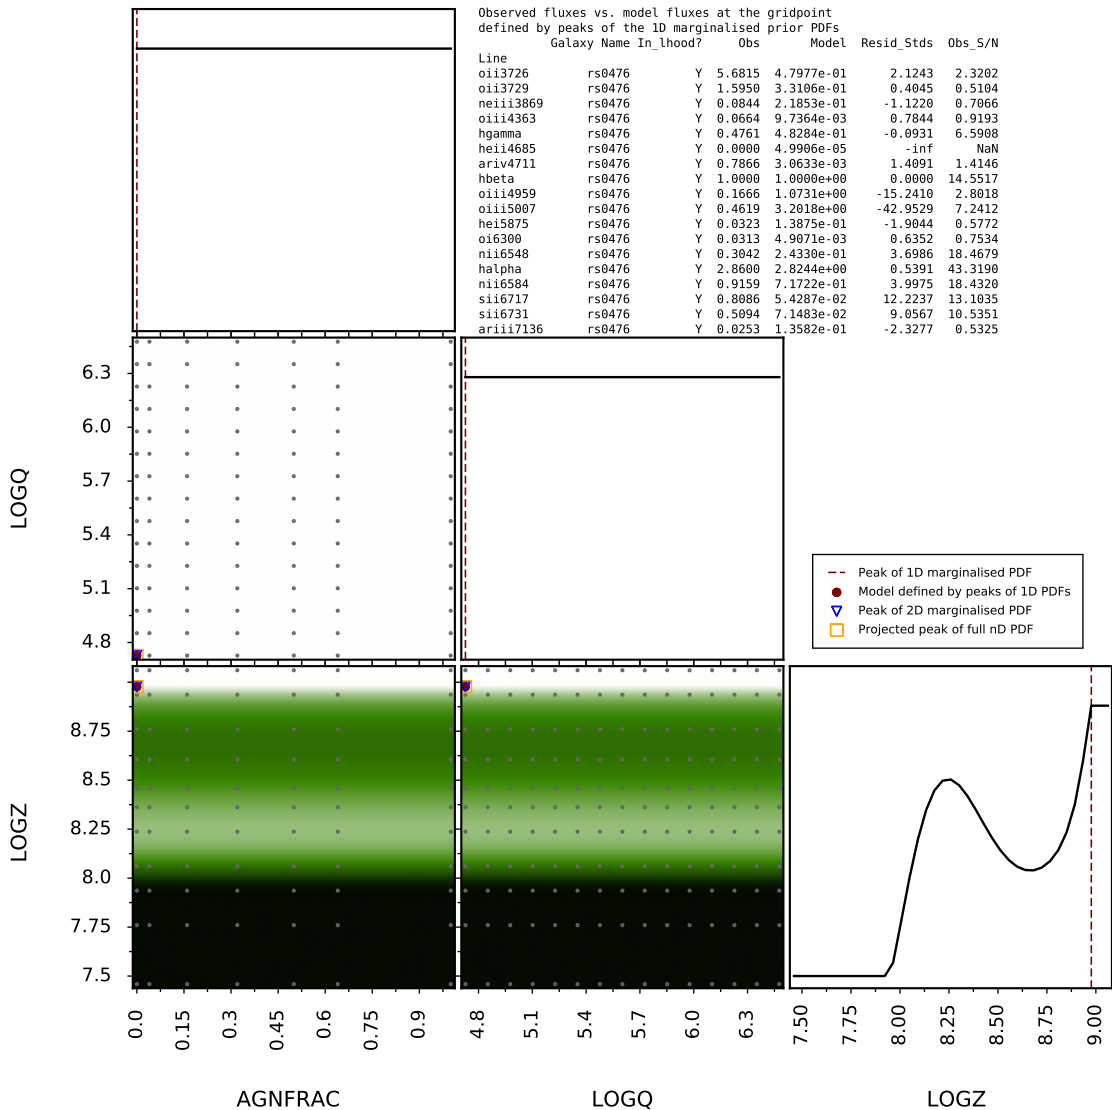 Observed fluxes vs. model fluxes at the gridpoint
defined by peaks of the 1D marginalised prior PDFs
Galaxy Name In_lhood? Obs Model Resid_Stds Obs_S/N
Line
oii3726 rs0476 Y 5.6815 4.7977e-01 2.1243 2.3202
oii3729 rs0476 Y 1.5950 3.3106e-01 0.4045 0.5104
neiii3869 rs0476 Y 0.0844 2.1853e-01 -1.1220 0.7066
oiii4363 rs0476 Y 0.0664 9.7364e-03 0.7844 0.9193
hgamma rs0476 Y 0.4761 4.8284e-01 -0.0931 6.5908
heii4685 rs0476 Y 0.0000 4.9906e-05 -inf NaN
ariv4711 rs0476 Y 0.7866 3.0633e-03 1.4091 1.4146
hbeta rs0476 Y 1.0000 1.0000e+00 0.0000 14.5517
oiii4959 rs0476 Y 0.1666 1.0731e+00 -15.2410 2.8018
oiii5007 rs0476 Y 0.4619 3.2018e+00 -42.9529 7.2412
hei5875 rs0476 Y 0.0323 1.3875e-01 -1.9044 0.5772
oi6300 rs0476 Y 0.0313 4.9071e-03 0.6352 0.7534
nii6548 rs0476 Y 0.3042 2.4330e-01 3.6986 18.4679
halpha rs0476 Y 2.8600 2.8244e+00 0.5391 43.3190
nii6584 rs0476 Y 0.9159 7.1722e-01 3.9975 18.4320
sii6717 rs0476 Y 0.8086 5.4287e-02 12.2237 13.1035
sii6731 rs0476 Y 0.5094 7.1483e-02 9.0567 10.5351
ariii7136 rs0476 Y 0.0253 1.3582e-01 -2.3277 0.5325
6.3
6.0
5.7
5.4
5.1
4.8
LOGQ
Peak of 1D marginalised PDF
Model defined by peaks of 1D PDFs
Peak of 2D marginalised PDF
Projected peak of full nD PDF
8.75
8.5
8.25
8.0
7.75
7.5
LOGZ
0.0 0.15 0.3 0.45 0.6 0.75 0.9
4.8 5.1 5.4 5.7 6.0 6.3
7.50 7.75 8.00 8.25 8.50 8.75 9.00
AGNFRAC LOGQ LOGZ